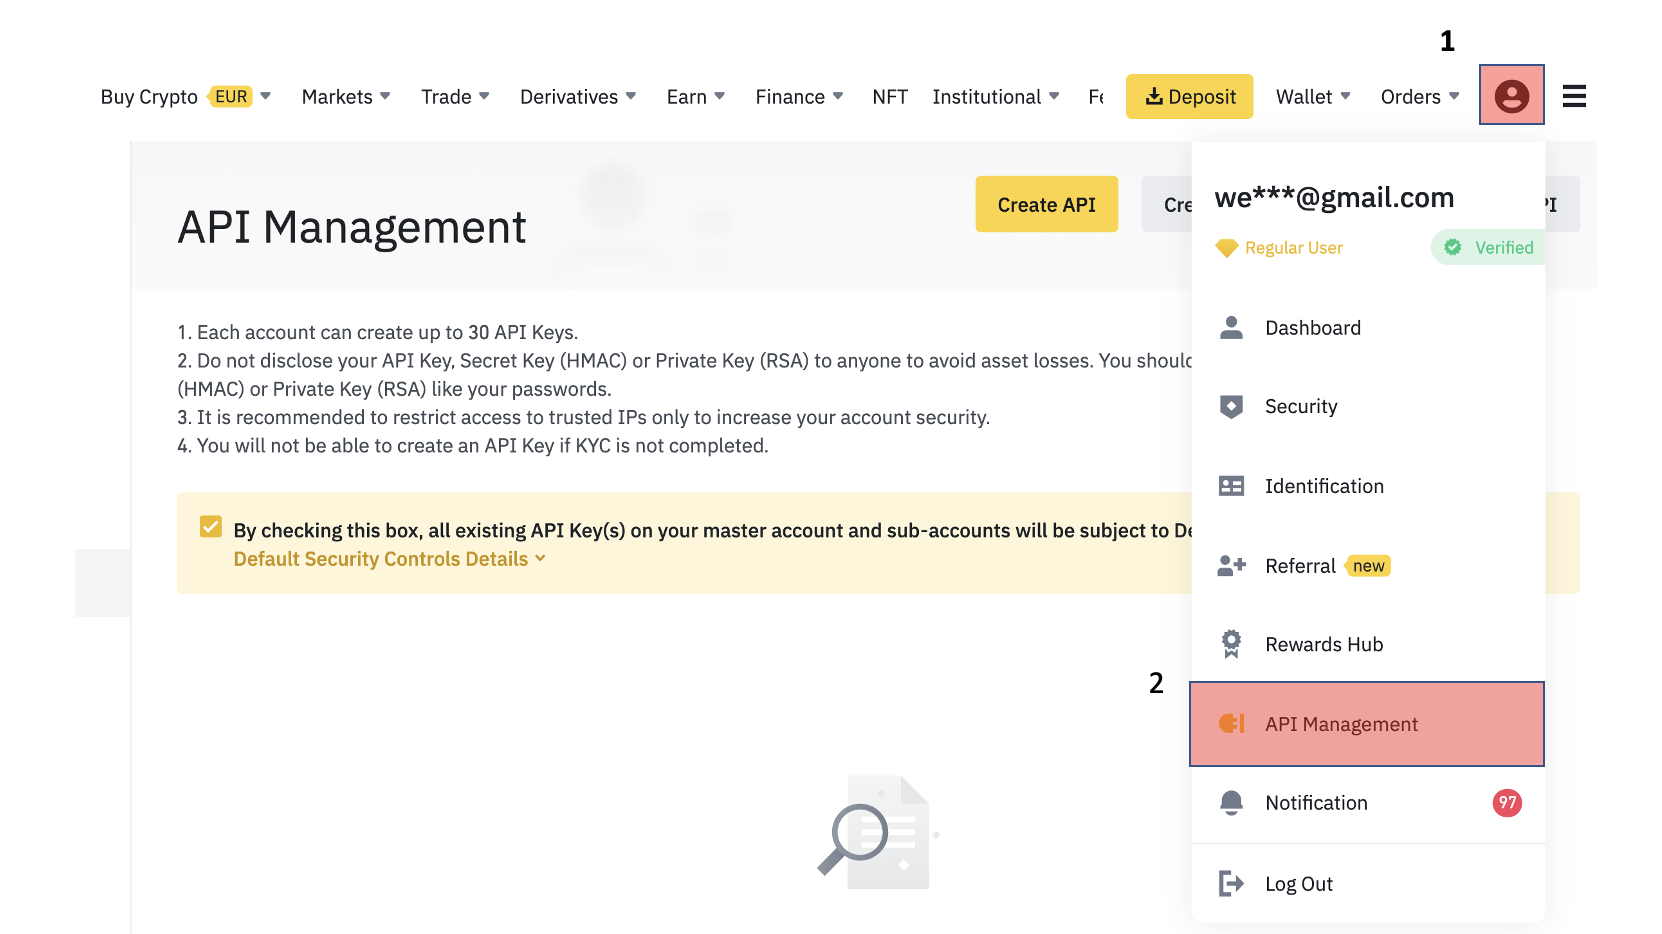 1
Buy Crypto EUR Markets Trade Derivatives Earn Finance NFT Institutional Deposit Wallet Orders
API Management
Create API
we***@gmail.com
Regular User Verified
1. Each account can create up to 30 API Keys.
2. Do not disclose your API Key, Secret Key (HMAC) or Private Key (RSA) to anyone to avoid asset losses. You should
(HMAC) or Private Key (RSA) like your passwords.
3. It is recommended to restrict access to trusted IPs only to increase your account security.
4. You will not be able to create an API Key if KYC is not completed.
By checking this box, all existing API Key(s) on your master account and sub-accounts will be subject to
Default Security Controls Details
Dashboard
Security
Identification
Referral new
Rewards Hub
2
API Management
Notification 97
Log Out